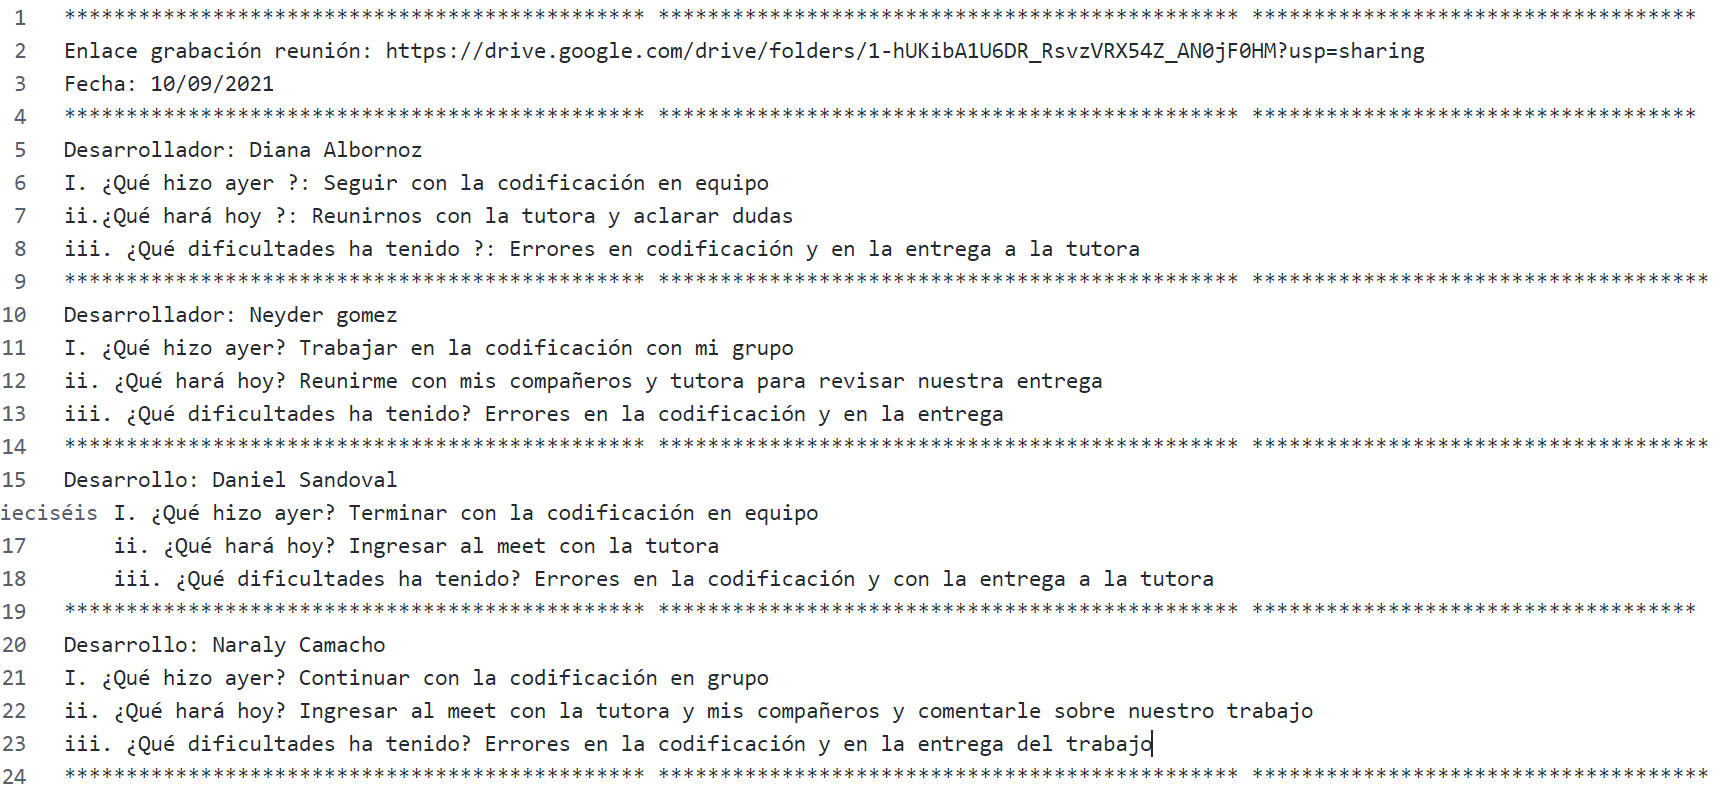 1 *********************************************** *********************************************** ************************************
2 Enlace grabación reunión: https://drive.google.com/drive/folders/1-hUKibA1U6DR_RsvzVRX54Z_AN0jF0HM?usp=sharing
3 Fecha: 10/09/2021
4 *********************************************** *********************************************** ************************************
5 Desarrollador: Diana Albornoz
6 I. ¿Qué hizo ayer ?: Seguir con la codificación en equipo
7 ii.¿Qué hará hoy ?: Reunirnos con la tutora y aclarar dudas
8 iii. ¿Qué dificultades ha tenido ?: Errores en codificación y en la entrega a la tutora
9 *********************************************** *********************************************** *************************************
10 Desarrollador: Neyder gomez
11 I. ¿Qué hizo ayer? Trabajar en la codificación con mi grupo
12 ii. ¿Qué hará hoy? Reunirme con mis compañeros y tutora para revisar nuestra entrega
13 iii. ¿Qué dificultades ha tenido? Errores en la codificación y en la entrega
14 *********************************************** *********************************************** *************************************
15 Desarrollo: Daniel Sandoval
ieciséis I. ¿Qué hizo ayer? Terminar con la codificación en equipo
17 ii. ¿Qué hará hoy? Ingresar al meet con la tutora
18 iii. ¿Qué dificultades ha tenido? Errores en la codificación y con la entrega a la tutora
19 *********************************************** *********************************************** ************************************
20 Desarrollo: Naraly Camacho
21 I. ¿Qué hizo ayer? Continuar con la codificación en grupo
22 ii. ¿Qué hará hoy? Ingresar al meet con la tutora y mis compañeros y comentarle sobre nuestro trabajo
23 iii. ¿Qué dificultades ha tenido? Errores en la codificación y en la entrega del trabajo
24 *********************************************** *********************************************** *************************************